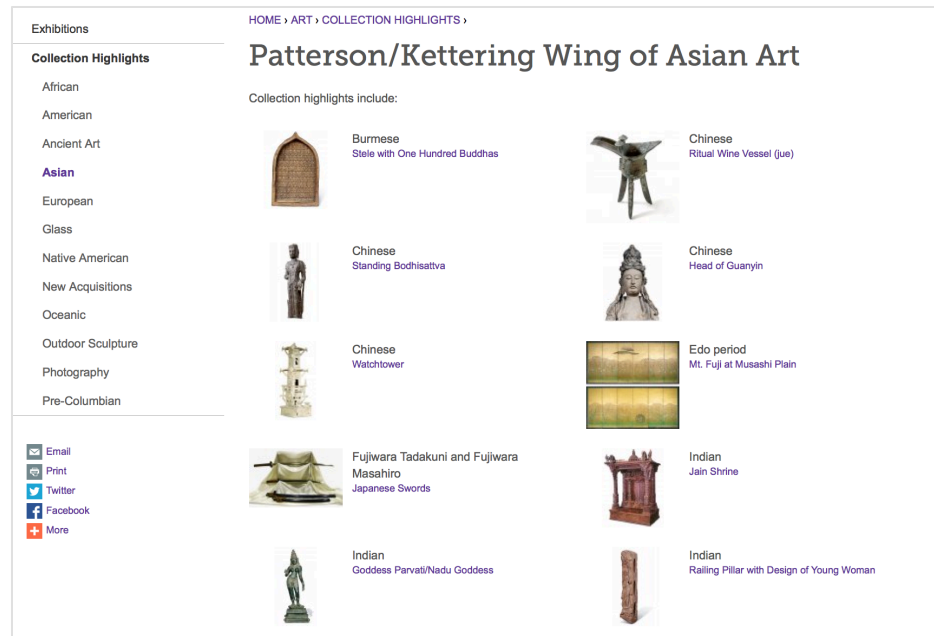 Exhibitions
Collection Highlights
African
American
Ancient Art
Asian
European
Glass
Native American
New Acquisitions
Oceanic
Outdoor Sculpture
Photography
Pre-Columbian
Email
Print
Twitter
Facebook
More
HOME › ART › COLLECTION HIGHLIGHTS ›
Patterson/Kettering Wing of Asian Art
Collection highlights include:
Burmese
Stele with One Hundred Buddhas
Chinese
Ritual Wine Vessel (jue)
Chinese
Standing Bodhisattva
Chinese
Head of Guanyin
Chinese
Watchtower
Edo period
Mt. Fuji at Musashi Plain
Fujiwara Tadakuni and Fujiwara
Masahiro
Japanese Swords
Indian
Jain Shrine
Indian
Goddess Parvati/Nadu Goddess
Indian
Railing Pillar with Design of Young Woman